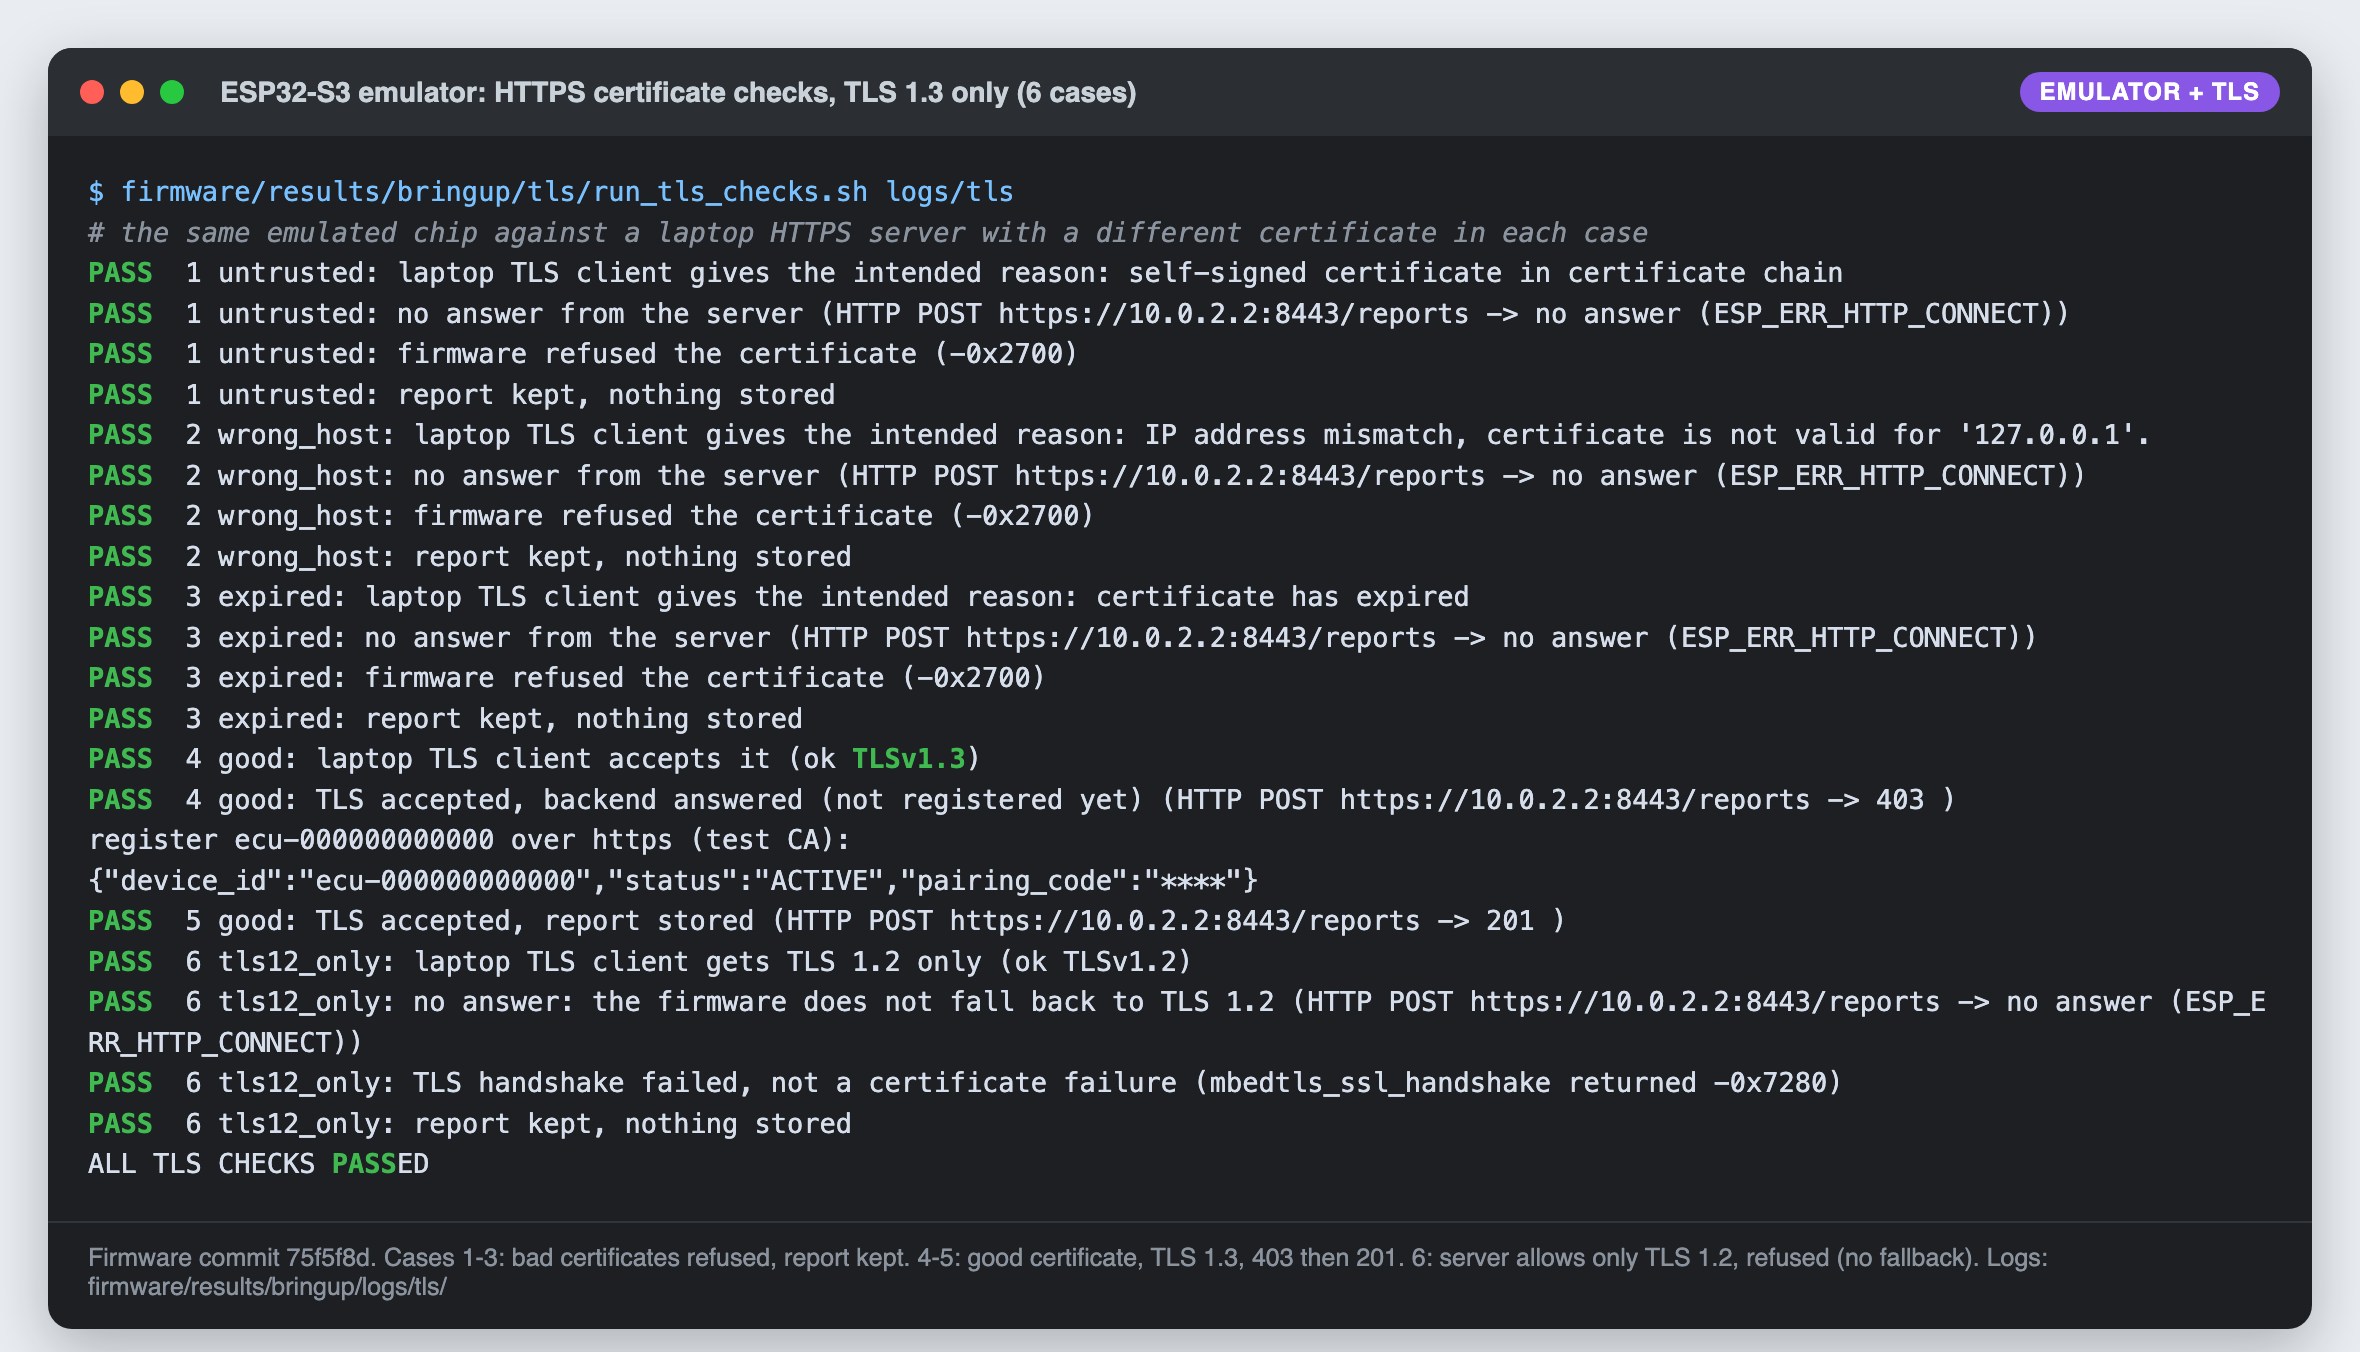 ESP32-S3 emulator: HTTPS certificate checks, TLS 1.3 only (6 cases)
EMULATOR + TLS
$ firmware/results/bringup/tls/run_tls_checks.sh logs/tls
# the same emulated chip against a laptop HTTPS server with a different certificate in each case
PASS  1 untrusted: laptop TLS client gives the intended reason: self-signed certificate in certificate chain
PASS  1 untrusted: no answer from the server (HTTP POST https://10.0.2.2:8443/reports -> no answer (ESP_ERR_HTTP_CONNECT))
PASS  1 untrusted: firmware refused the certificate (-0x2700)
PASS  1 untrusted: report kept, nothing stored
PASS  2 wrong_host: laptop TLS client gives the intended reason: IP address mismatch, certificate is not valid for '127.0.0.1'.
PASS  2 wrong_host: no answer from the server (HTTP POST https://10.0.2.2:8443/reports -> no answer (ESP_ERR_HTTP_CONNECT))
PASS  2 wrong_host: firmware refused the certificate (-0x2700)
PASS  2 wrong_host: report kept, nothing stored
PASS  3 expired: laptop TLS client gives the intended reason: certificate has expired
PASS  3 expired: no answer from the server (HTTP POST https://10.0.2.2:8443/reports -> no answer (ESP_ERR_HTTP_CONNECT))
PASS  3 expired: firmware refused the certificate (-0x2700)
PASS  3 expired: report kept, nothing stored
PASS  4 good: laptop TLS client accepts it (ok TLSv1.3)
PASS  4 good: TLS accepted, backend answered (not registered yet) (HTTP POST https://10.0.2.2:8443/reports -> 403 )
register ecu-000000000000 over https (test CA):
{"device_id":"ecu-000000000000","status":"ACTIVE","pairing_code":"****"}
PASS  5 good: TLS accepted, report stored (HTTP POST https://10.0.2.2:8443/reports -> 201 )
PASS  6 tls12_only: laptop TLS client gets TLS 1.2 only (ok TLSv1.2)
PASS  6 tls12_only: no answer: the firmware does not fall back to TLS 1.2 (HTTP POST https://10.0.2.2:8443/reports -> no answer (ESP_E
RR_HTTP_CONNECT))
PASS  6 tls12_only: TLS handshake failed, not a certificate failure (mbedtls_ssl_handshake returned -0x7280)
PASS  6 tls12_only: report kept, nothing stored
ALL TLS CHECKS PASSED
Firmware commit 75f5f8d. Cases 1-3: bad certificates refused, report kept. 4-5: good certificate, TLS 1.3, 403 then 201. 6: server allows only TLS 1.2, refused (no fallback). Logs:
firmware/results/bringup/logs/tls/